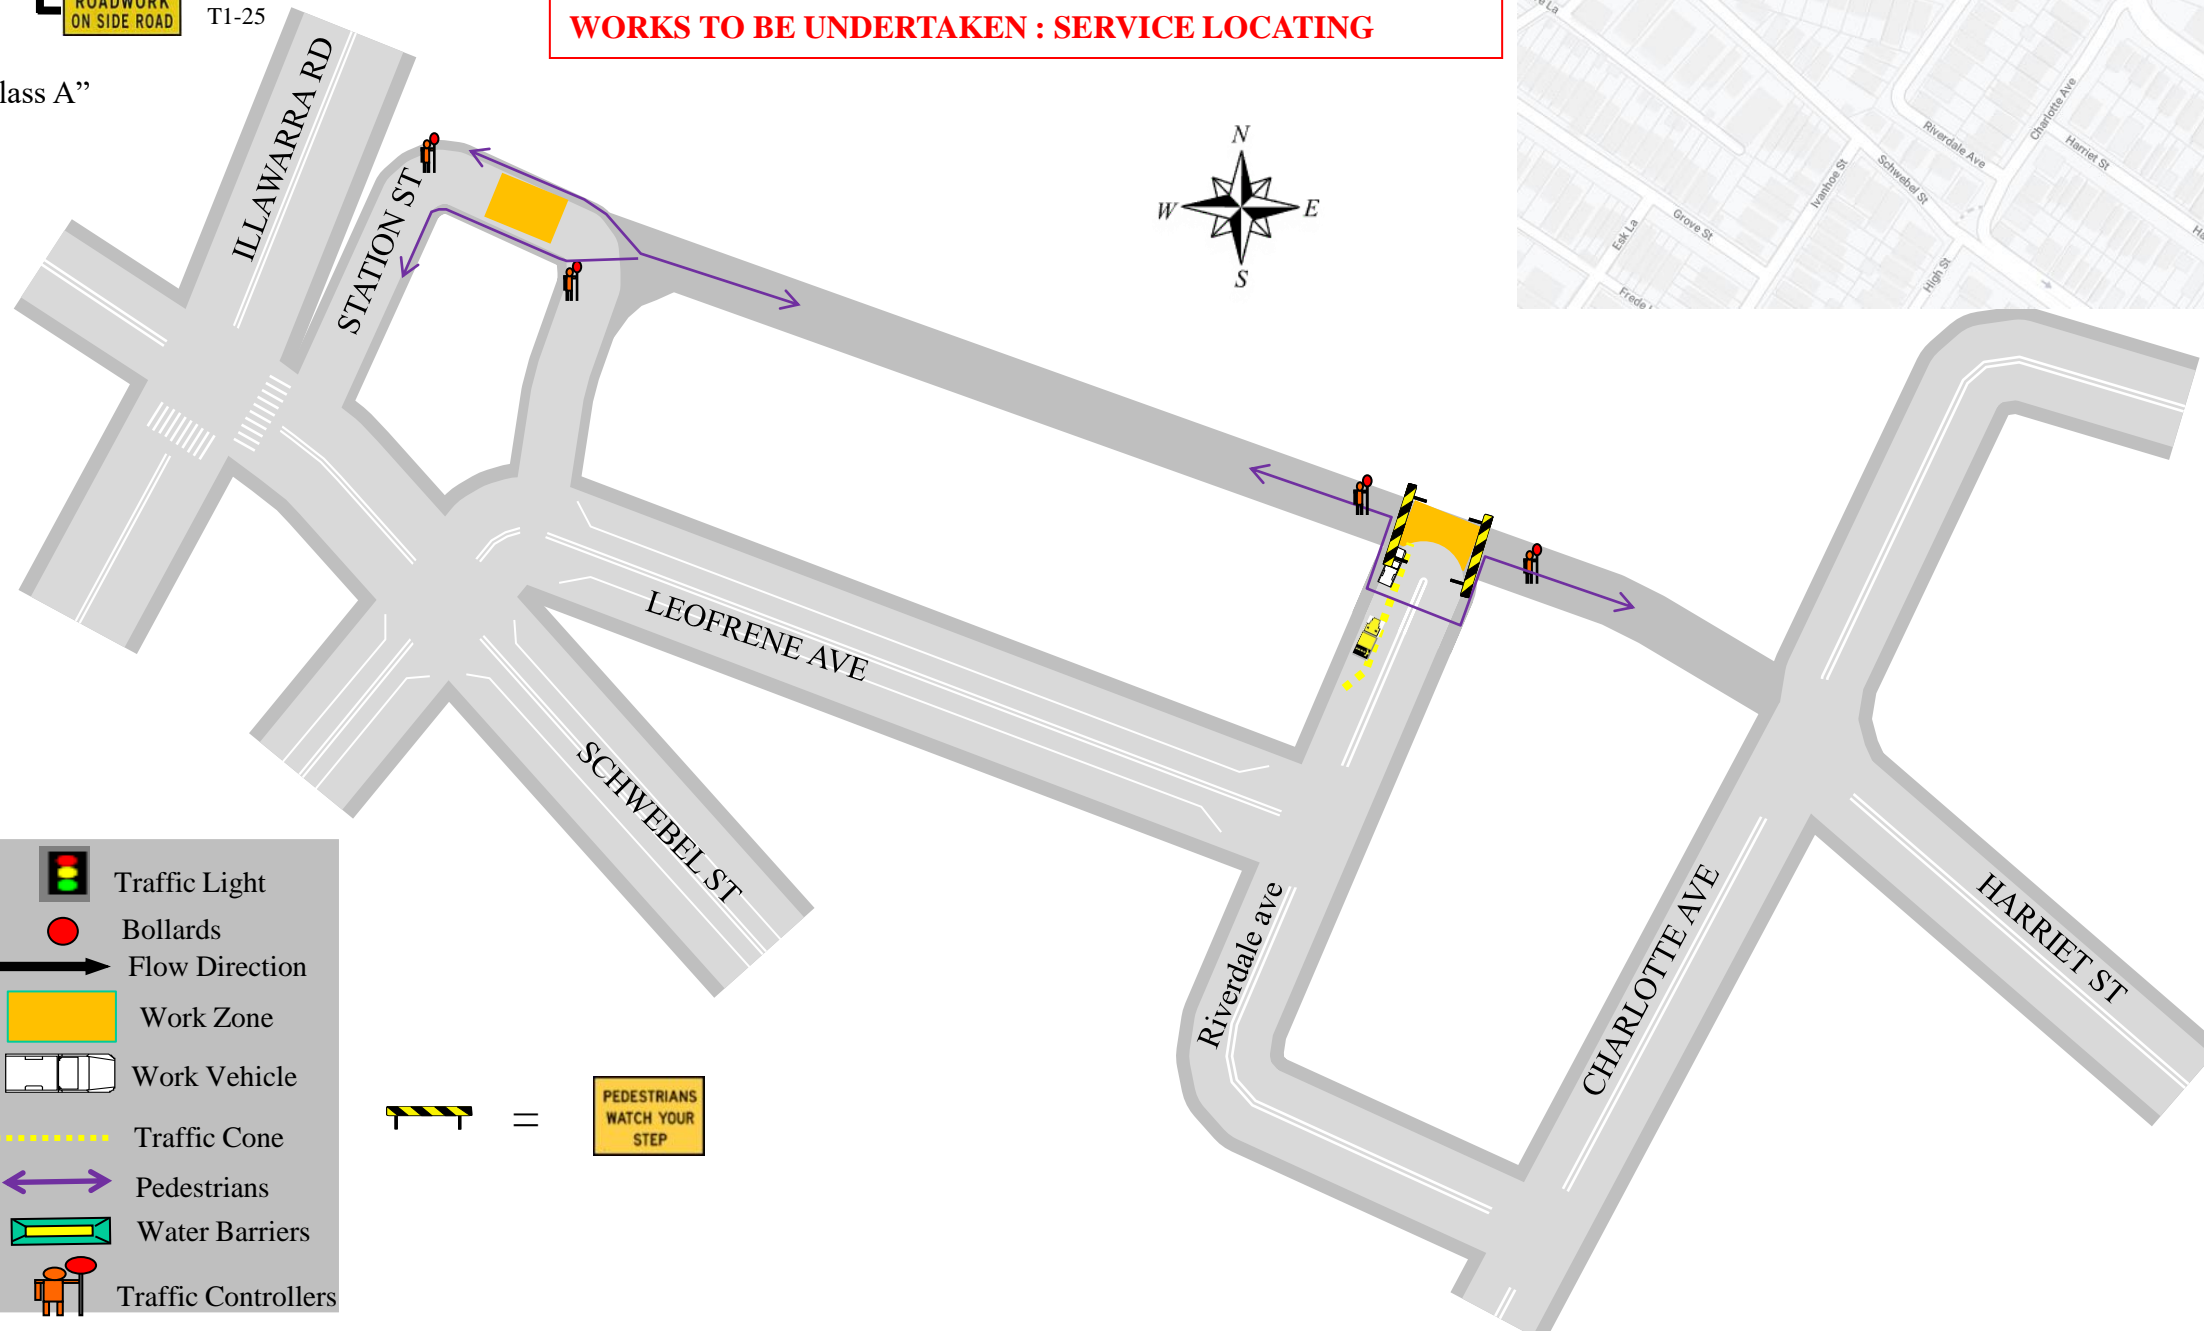 ROADWORK
ON SIDE ROAD
T1-25
WORKS TO BE UNDERTAKEN : SERVICE LOCATING
lass A”
ILLAWARRA RD
STATION ST
N
W
E
S
Charlotte Ave
Riverdale Ave
Harriet St
Schwebel St
Ivanhoe St
Grove St
Esk La
High St
LEOFRENE AVE
SCHWEBEL ST
Riverdale ave
CHARLOTTE AVE
HARRIET ST
Traffic Light
Bollards
Flow Direction
Work Zone
Work Vehicle
Traffic Cone
Pedestrians
Water Barriers
Traffic Controllers
=
PEDESTRIANS
WATCH YOUR
STEP